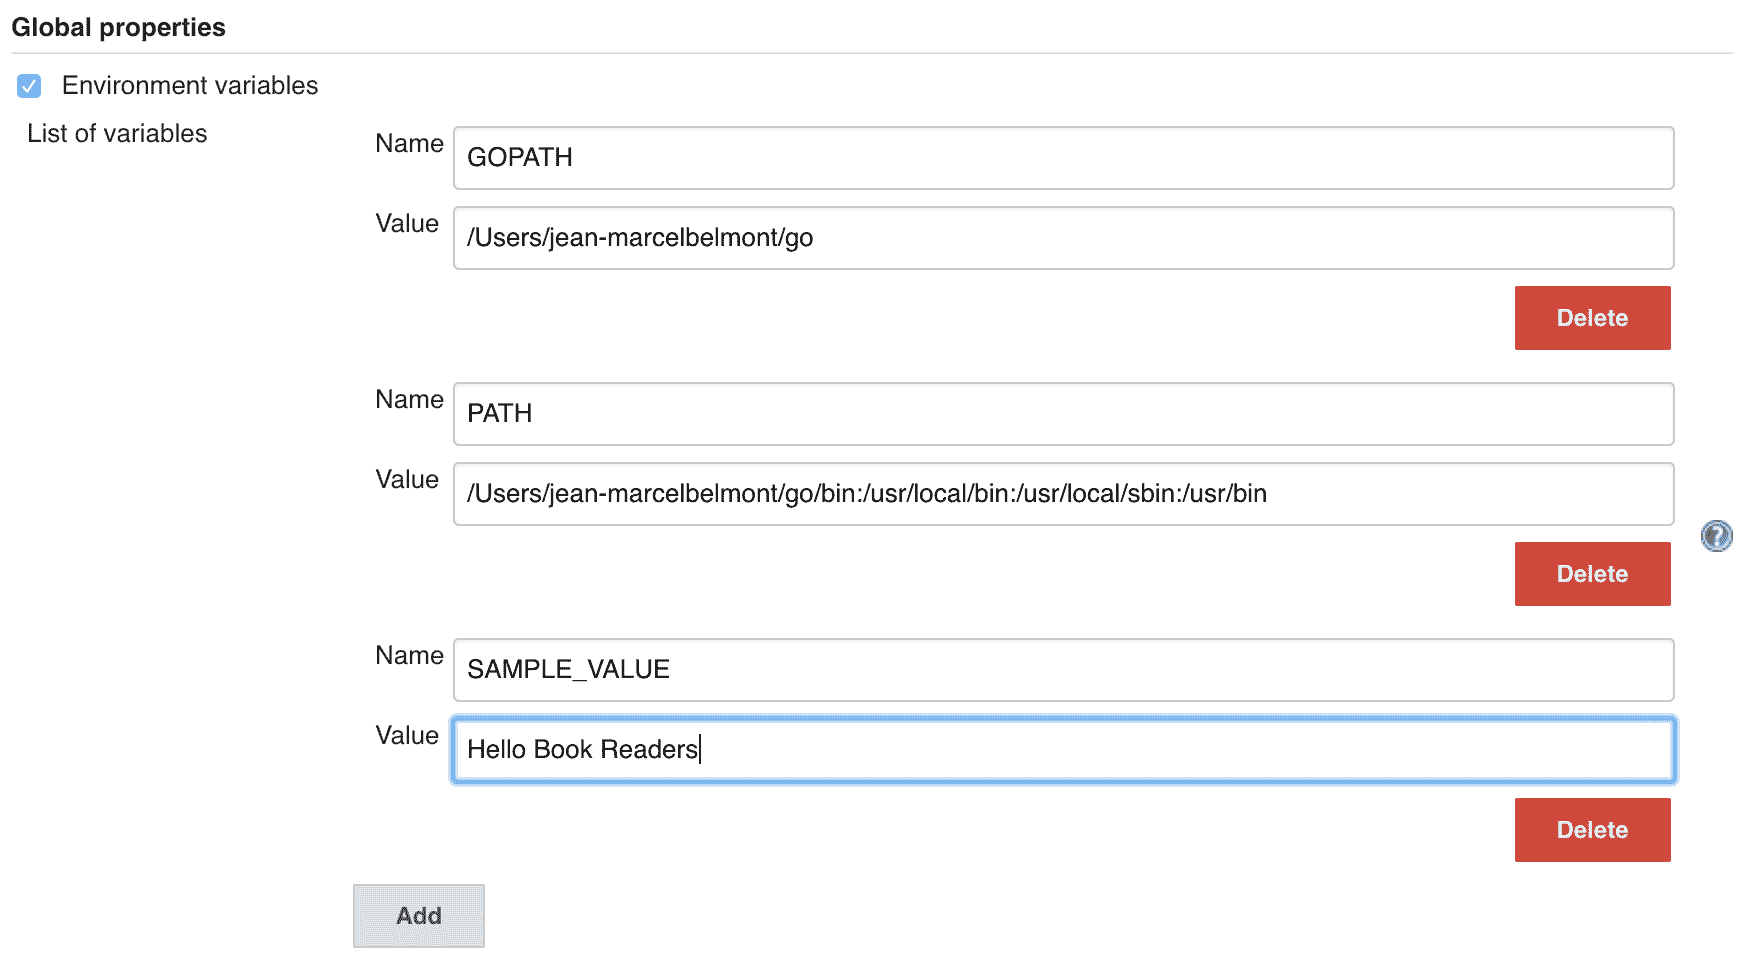 Global properties
Environment variables
List of variables
Name
GOPATH
Value
/Users/jean-marcelbelmont/go
Delete
Name
PATH
Value
/Users/jean-marcelbelmont/go/bin:/usr/local/bin:/usr/local/sbin:/usr/bin
?
Delete
Name
SAMPLE_VALUE
Value
Hello Book Readers
Delete
Add